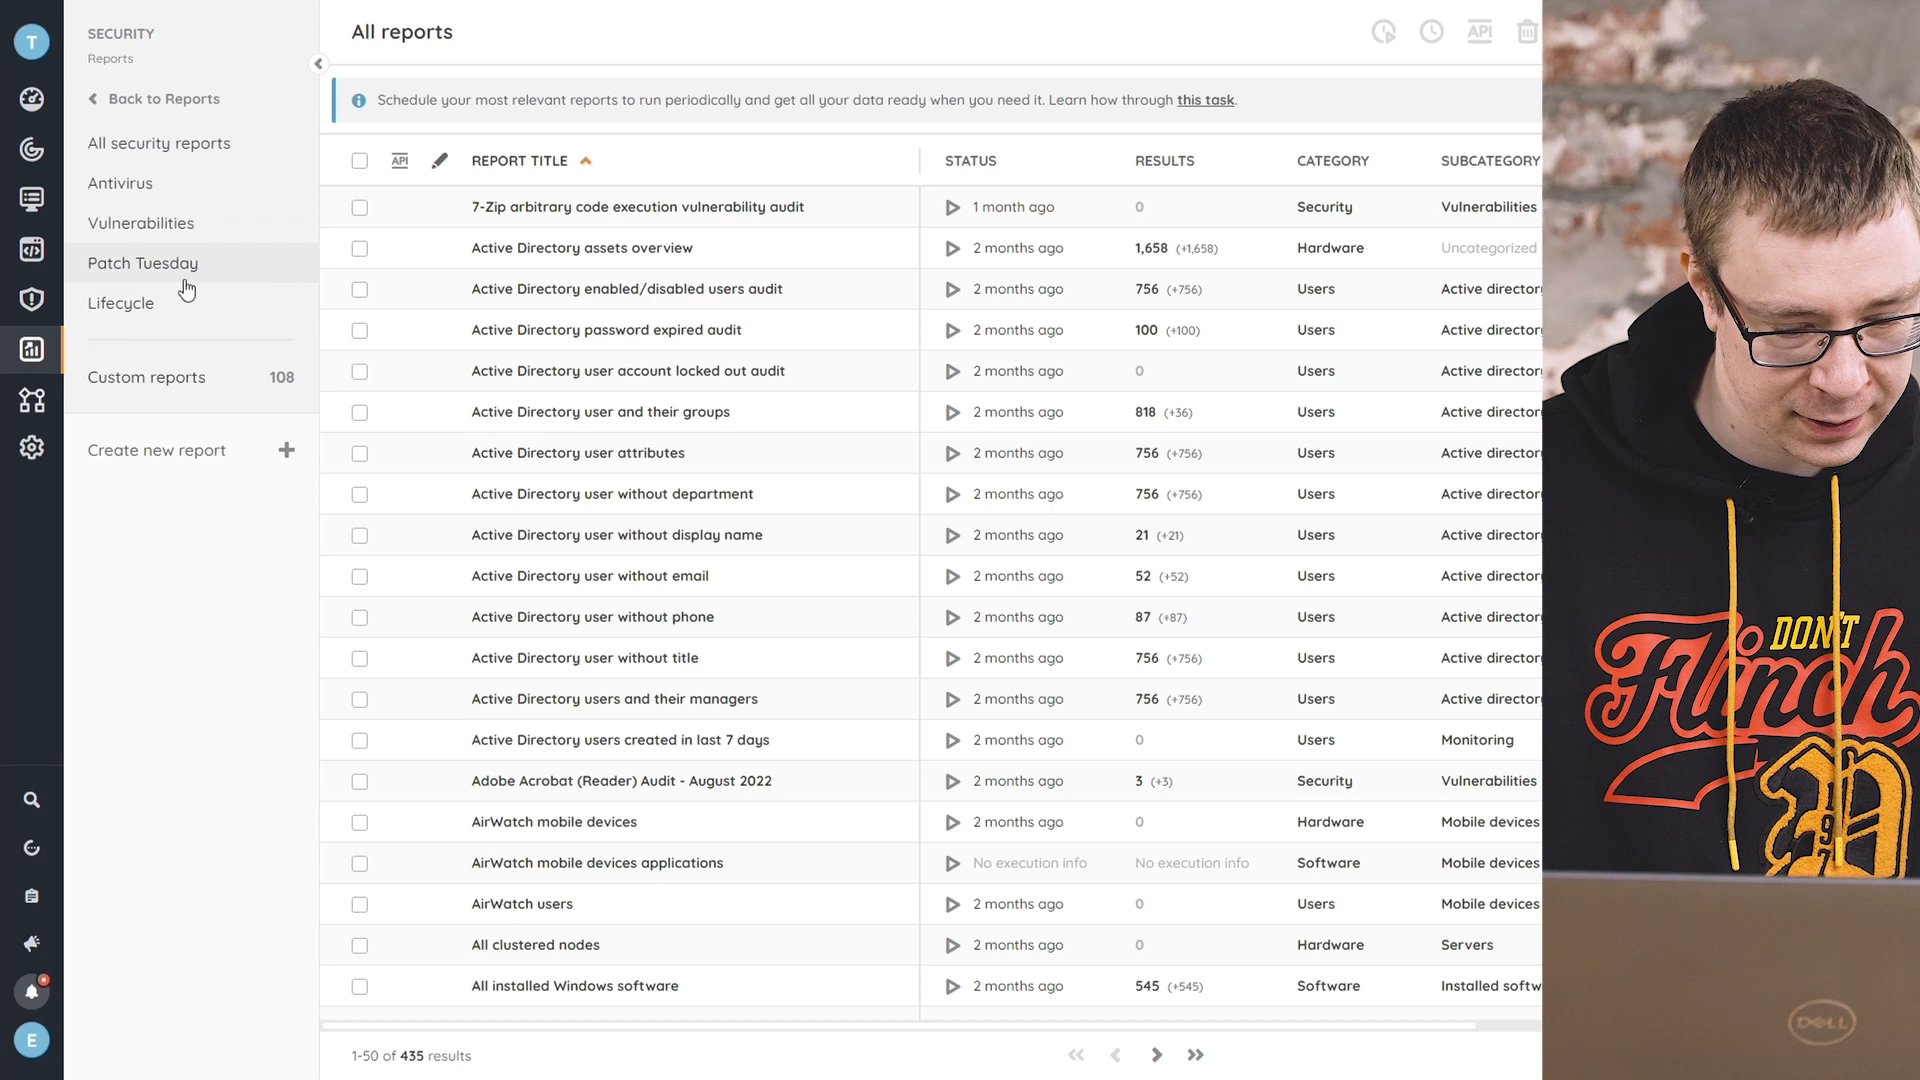 T
SECURITY
Reports
Back to Reports
All security reports
Antivirus
Vulnerabilities
Patch Tuesday
Lifecycle
Custom reports 108
Create new report
E
All reports
API
Schedule your most relevant reports to run periodically and get all your data ready when you need it. Learn how through this task.
API REPORT TITLE STATUS RESULTS CATEGORY SUBCATEGORY
7-Zip arbitrary code execution vulnerability audit 1 month ago 0 Security Vulnerabilities
Active Directory assets overview 2 months ago 1,658 (+1,658) Hardware Uncategorized
Active Directory enabled/disabled users audit 2 months ago 756 (+756) Users Active director
Active Directory password expired audit 2 months ago 100 (+100) Users Active director
Active Directory user account locked out audit 2 months ago 0 Users Active director
Active Directory user and their groups 2 months ago 818 (+36) Users Active director
Active Directory user attributes 2 months ago 756 (+756) Users Active director
Active Directory user without department 2 months ago 756 (+756) Users Active director
Active Directory user without display name 2 months ago 21 (+21) Users Active director
Active Directory user without email 2 months ago 52 (+52) Users Active director
Active Directory user without phone 2 months ago 87 (+87) Users Active director
Active Directory user without title 2 months ago 756 (+756) Users Active director
Active Directory users and their managers 2 months ago 756 (+756) Users Active director
Active Directory users created in last 7 days 2 months ago 0 Users Monitoring
Adobe Acrobat (Reader) Audit - August 2022 2 months ago 3 (+3) Security Vulnerabilities
AirWatch mobile devices 2 months ago 0 Hardware Mobile devices
AirWatch mobile devices applications No execution info No execution info Software Mobile devices
AirWatch users 2 months ago 0 Users Mobile devices
All clustered nodes 2 months ago 0 Hardware Servers
All installed Windows software 2 months ago 545 (+545) Software Installed softw
1-50 of 435 results
DON'T
Flinch
DELL